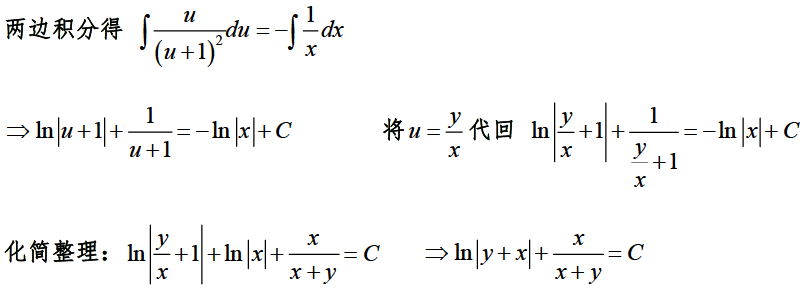 两边积分得 ∫ u/(u+1)² du = −∫ 1/x dx
⇒ ln|u+1| + 1/(u+1) = −ln|x| + C 将 u = y/x 代回 ln|y/x + 1| + 1/(y/x + 1) = −ln|x| + C
化简整理: ln|y/x + 1| + ln|x| + x/(x+y) = C ⇒ ln|y+x| + x/(x+y) = C